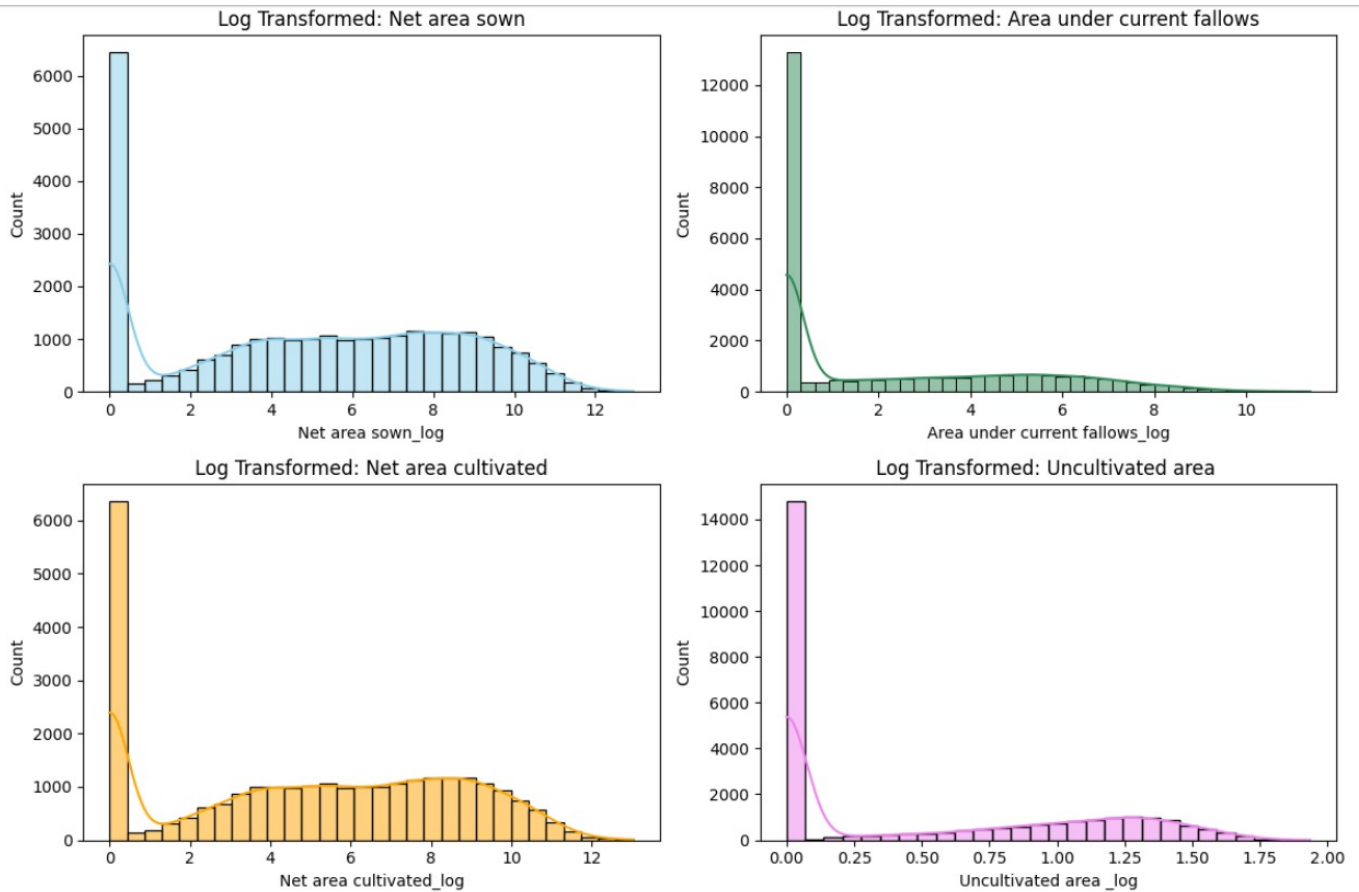 Log Transformed: Net area sown
6000
5000
4000
3000
2000
1000
0
Count
0 2 4 6 8 10 12
Net area sown_log
Log Transformed: Area under current fallows
12000
10000
8000
6000
4000
2000
0
Count
0 2 4 6 8 10
Area under current fallows_log
Log Transformed: Net area cultivated
6000
5000
4000
3000
2000
1000
0
Count
0 2 4 6 8 10 12
Net area cultivated_log
Log Transformed: Uncultivated area
14000
12000
10000
8000
6000
4000
2000
0
Count
0.00 0.25 0.50 0.75 1.00 1.25 1.50 1.75 2.00
Uncultivated area _log